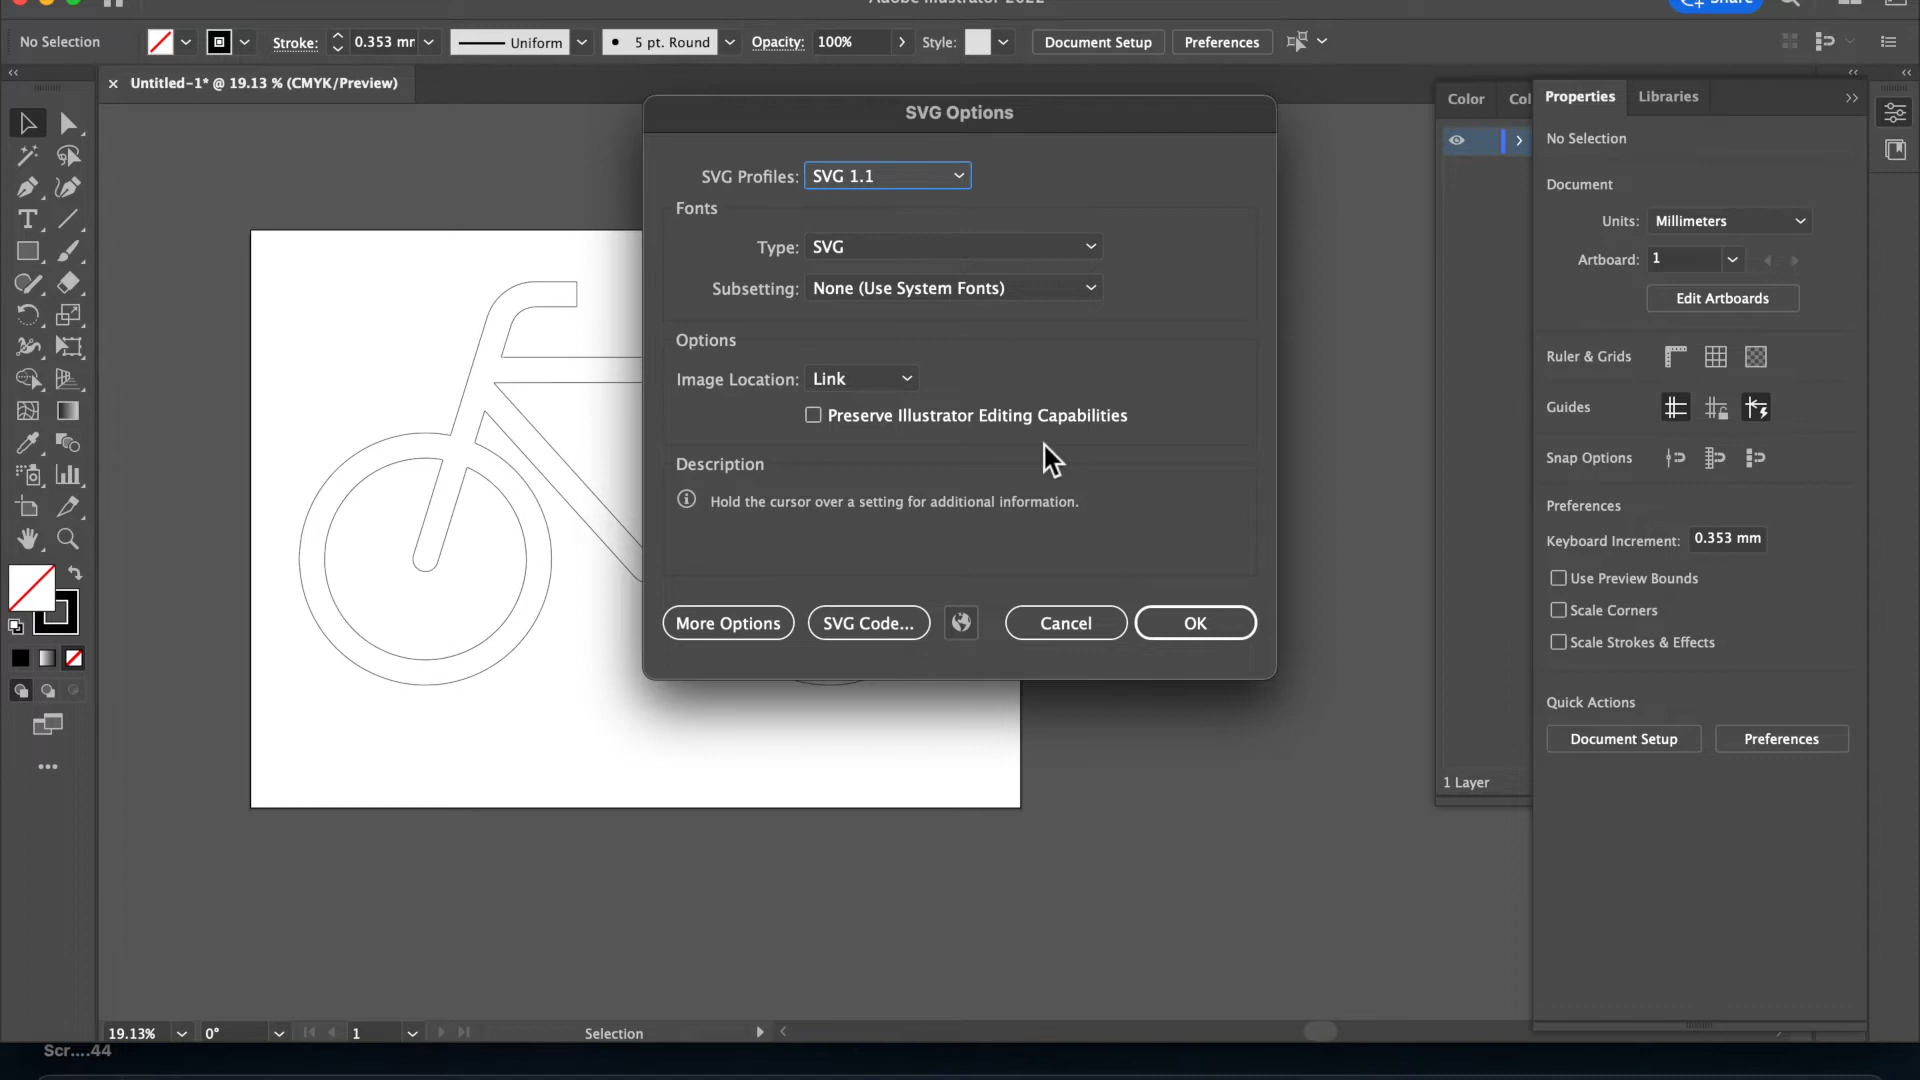 Adobe Illustrator 2022
Share
No Selection
Stroke:
0.353 mm
Uniform
5 pt. Round
Opacity:
100%
Style:
Document Setup
Preferences
Untitled-1* @ 19.13 % (CMYK/Preview)
SVG Options
SVG Profiles:
SVG 1.1
Fonts
Type:
SVG
Subsetting:
None (Use System Fonts)
Options
Image Location:
Link
Preserve Illustrator Editing Capabilities
Description
Hold the cursor over a setting for additional information.
More Options
SVG Code...
Cancel
OK
Color
Col
1 Layer
Properties
Libraries
No Selection
Document
Units:
Millimeters
Artboard:
1
Edit Artboards
Ruler & Grids
Guides
Snap Options
Preferences
Keyboard Increment:
0.353 mm
Use Preview Bounds
Scale Corners
Scale Strokes & Effects
Quick Actions
Document Setup
Preferences
19.13%
0°
1
Selection
Scr....44